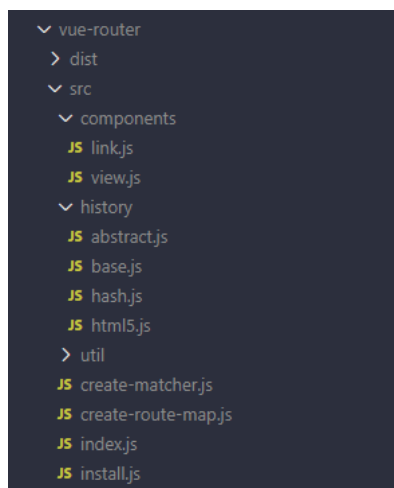 vue-router
dist
src
components
JS link.js
JS view.js
history
JS abstract.js
JS base.js
JS hash.js
JS html5.js
util
JS create-matcher.js
JS create-route-map.js
JS index.js
JS install.js